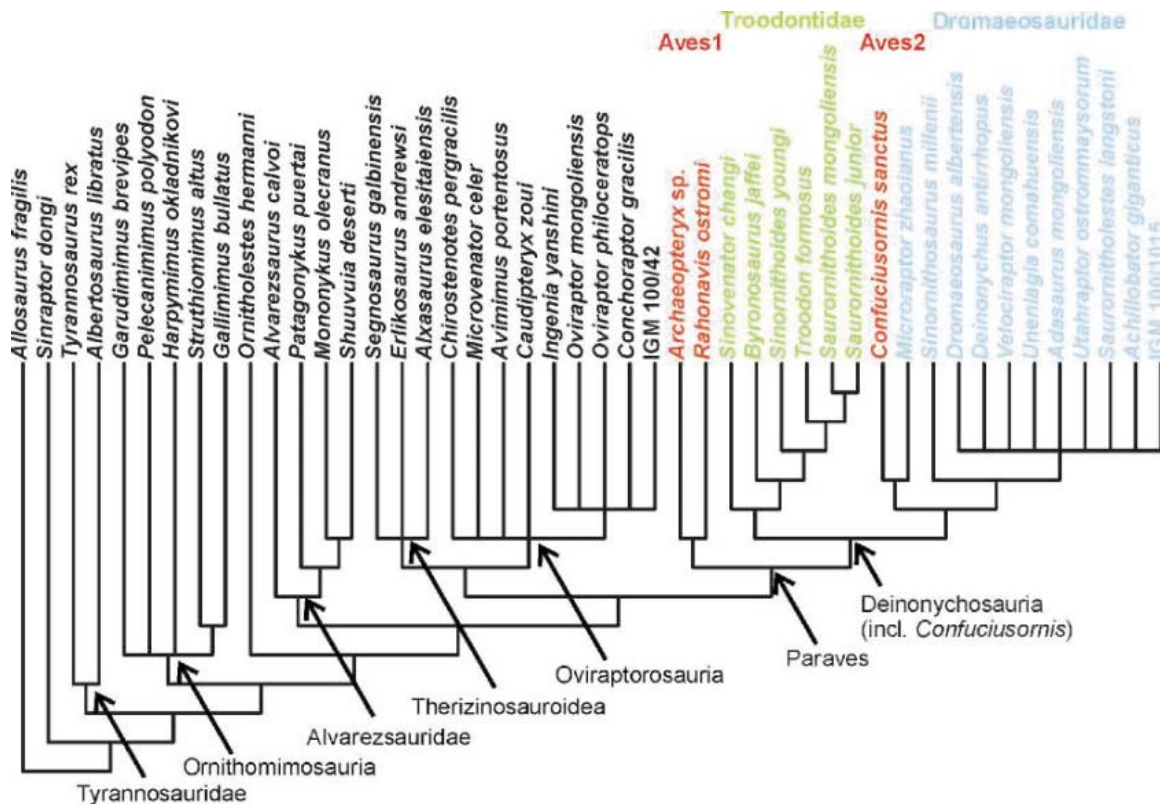 Troodontidae
Dromaeosauridae
Aves1
Aves2
Allosaurus fragilis
Sinraptor dongi
Tyrannosaurus rex
Albertosaurus libratus
Garudimimus brevipes
Pelecanimimus polyodon
Harpymimus okladnikovi
Struthiomimus altus
Gallimimus bullatus
Ornitholestes hermanni
Alvarezsaurus calvoi
Patagonykus puertai
Mononykus olecranus
Shuvuuia deserti
Segnosaurus galbinensis
Erlikosaurus andrewsi
Alxasaurus elesitaiensis
Chirostenotes pergracilis
Microvenator celer
Avimimus portentosus
Caudipteryx zoui
Ingenia yanshini
Oviraptor mongoliensis
Oviraptor philoceratops
Conchoraptor gracilis
IGM 100/42
Archaeopteryx sp.
Rahonavis ostromi
Sinovenator changi
Byronosaurus jaffei
Sinornithoides youngi
Troodon formosus
Saurornithoides mongoliensis
Saurornithoides junior
Confuciusornis sanctus
Microraptor zhaoianus
Sinornithosaurus millenii
Dromaeosaurus albertensis
Deinonychus antirrhopus
Velociraptor mongoliensis
Unenlagia comahuensis
Adasaurus mongoliensis
Utahraptor ostrommaysorum
Saurornitholestes langstoni
Achillobator giganticus
IGM 100/1015
Deinonychosauria
(incl. Confuciusornis)
Paraves
Oviraptorosauria
Therizinosauroidea
Alvarezsauridae
Ornithomimosauria
Tyrannosauridae